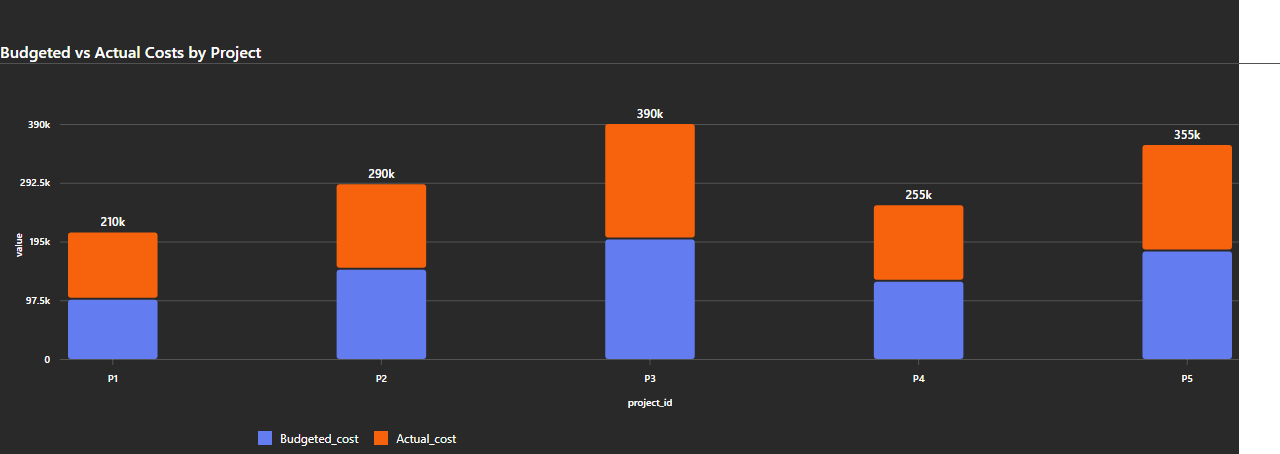 Budgeted vs Actual Costs by Project
390k
355k
390k
290k
292.5k
255k
210k
value
195k
97.5k
0
P1 P2 P3 P4 P5
project_id
Budgeted_cost Actual_cost